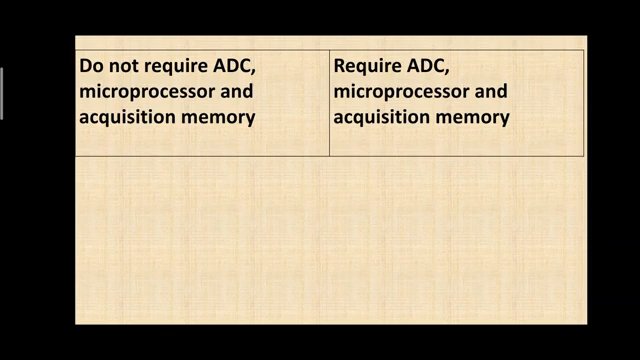 Do not require ADC,
microprocessor and
acquisition memory
Require ADC,
microprocessor and
acquisition memory